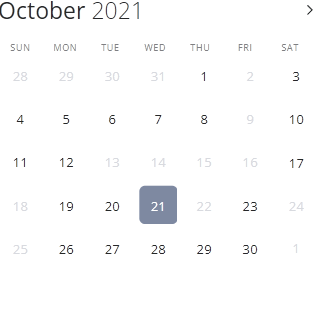 October 2021
SUN MON TUE WED THU FRI SAT
28 29 30 31 1 2 3
4 5 6 7 8 9 10
11 12 13 14 15 16 17
18 19 20 21 22 23 24
25 26 27 28 29 30 1